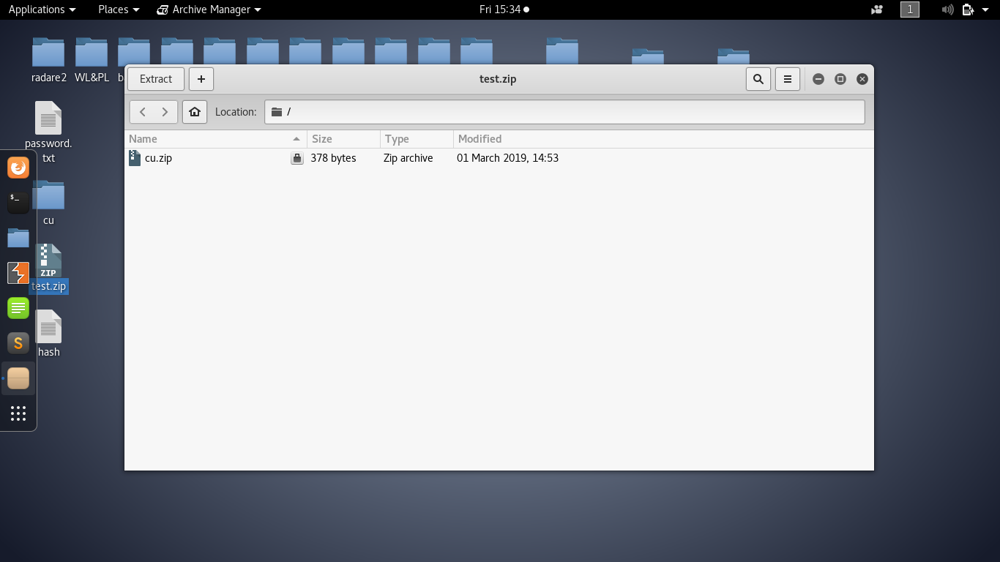 Applications Places Archive Manager Fri 15:34 1
radare2 WL&PL b
Extract + test.zip
Location: /
password.
txt
Name Size Type Modified
cu.zip 378 bytes Zip archive 01 March 2019, 14:53
$_
cu
ZIP
test.zip
S
hash